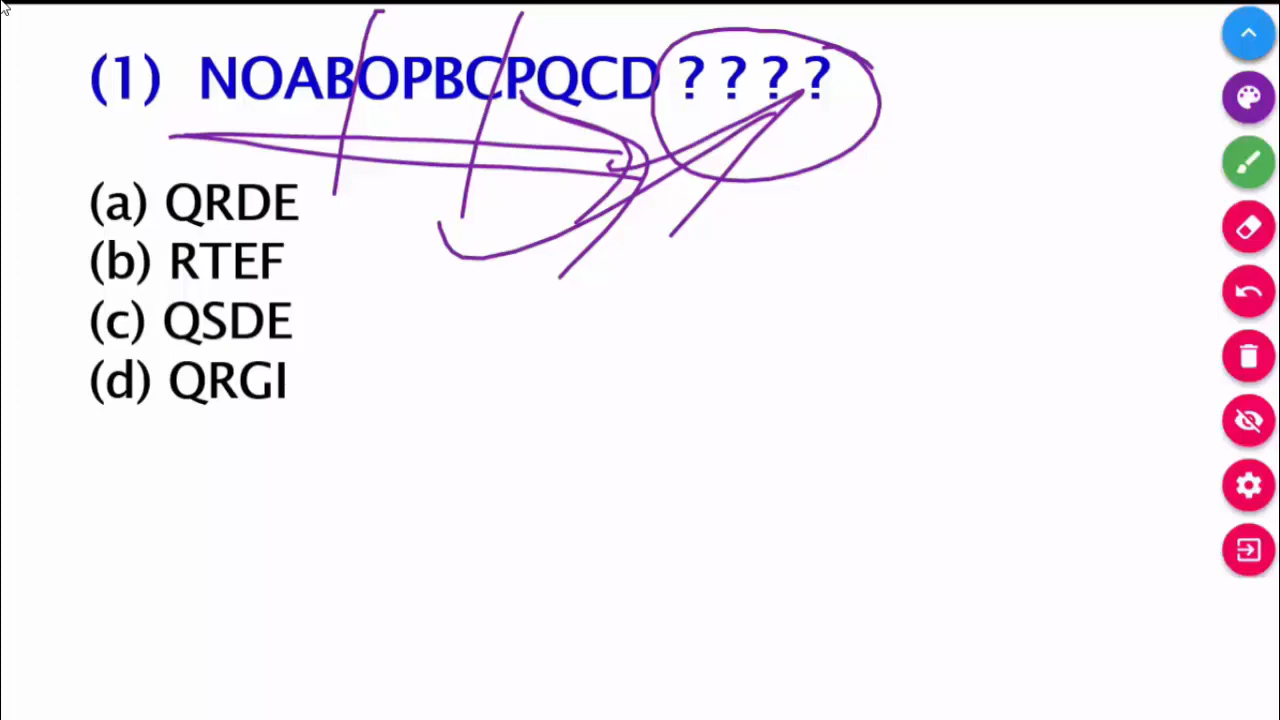 (1) NOABOPBCPQCD ? ? ? ?
(a) QRDE
(b) RTEF
(c) QSDE
(d) QRGI